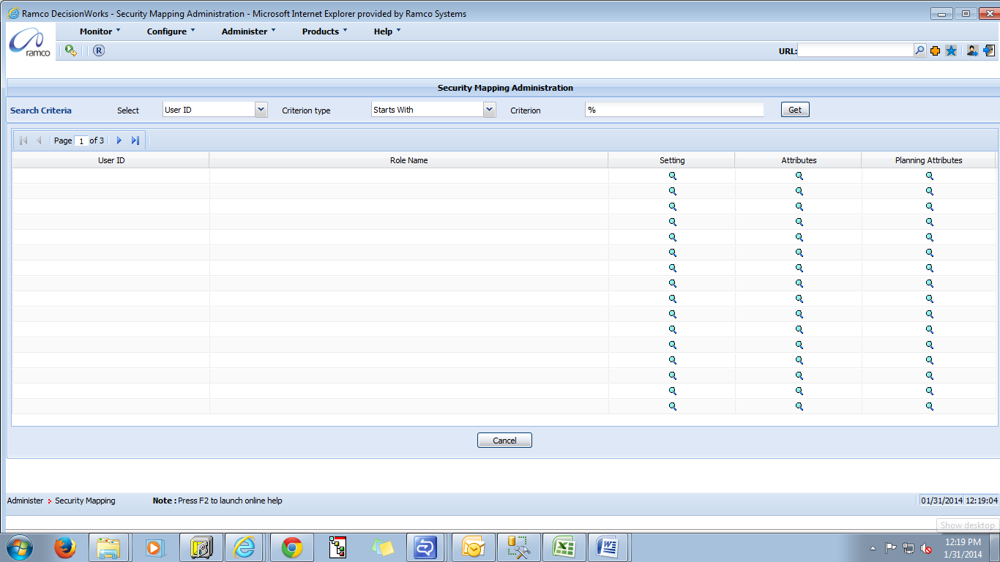 Ramco DecisionWorks - Security Mapping Administration - Microsoft Internet Explorer provided by Ramco Systems
Monitor Configure Administer Products Help
ramco
R URL:
Security Mapping Administration
Search Criteria Select User ID Criterion type Starts With Criterion % Get
Page 1 of 3
User ID Role Name Setting Attributes Planning Attributes
Cancel
Administer Security Mapping Note : Press F2 to launch online help 01/31/2014 12:19:04
Show desktop
12:19 PM
1/31/2014